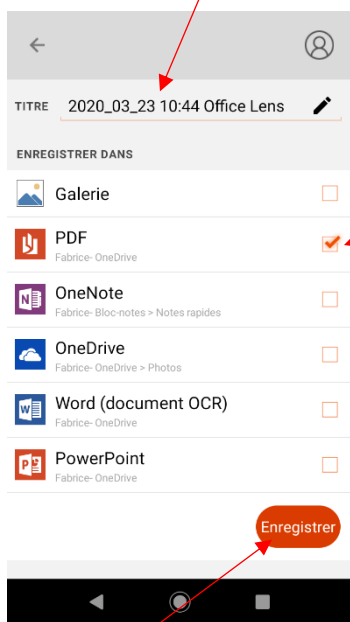 TITRE 2020_03_23 10:44 Office Lens
ENREGISTRER DANS
Galerie
PDF
Fabrice- OneDrive
OneNote
Fabrice- Bloc-notes > Notes rapides
OneDrive
Fabrice- OneDrive > Photos
Word (document OCR)
Fabrice- OneDrive
PowerPoint
Fabrice- OneDrive
Enregistrer